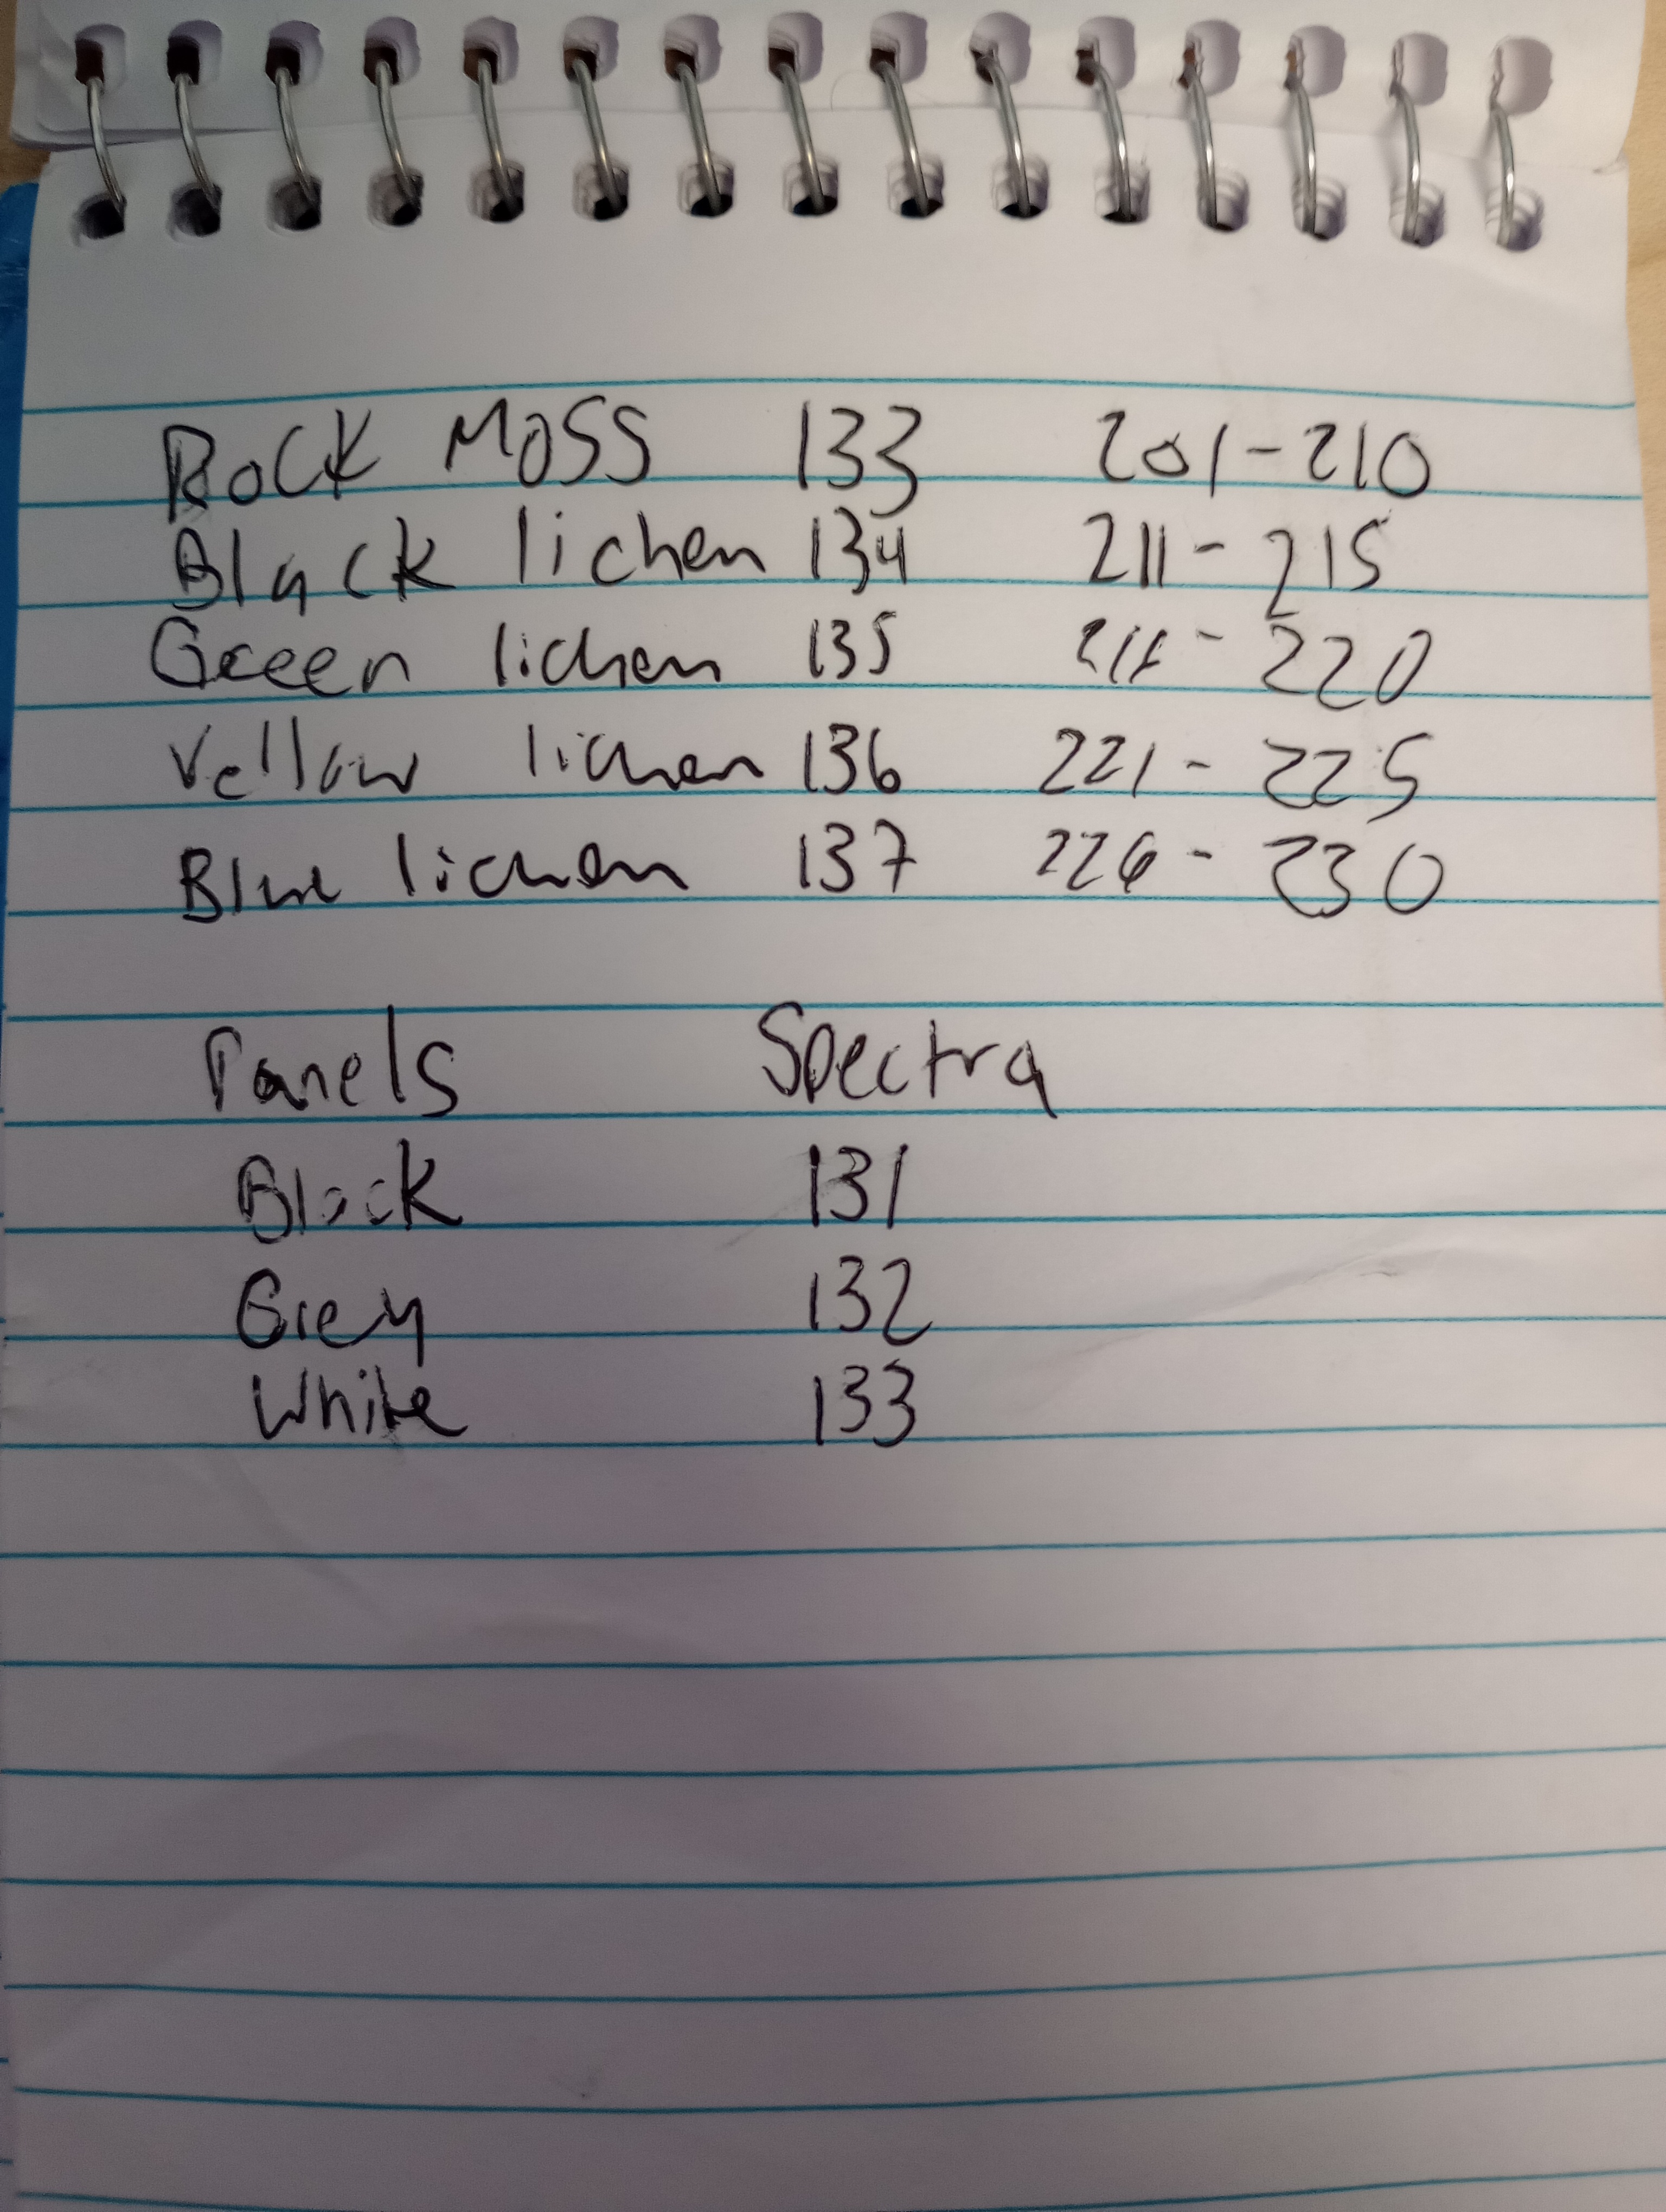 Rock Moss 133 201-210
Black lichen 134 211-215
Green lichen 135 216-220
Yellow lichen 136 221-225
Blue lichen 137 226-230
Panels Spectra
Black 131
Grey 132
White 133